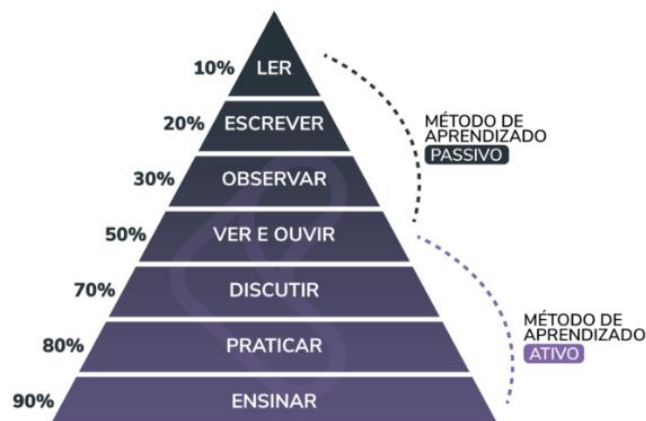 10% LER
20% ESCREVER
30% OBSERVAR
50% VER E OUVIR
70% DISCUTIR
80% PRATICAR
90% ENSINAR
MÉTODO DE
APRENDIZADO
PASSIVO
MÉTODO DE
APRENDIZADO
ATIVO